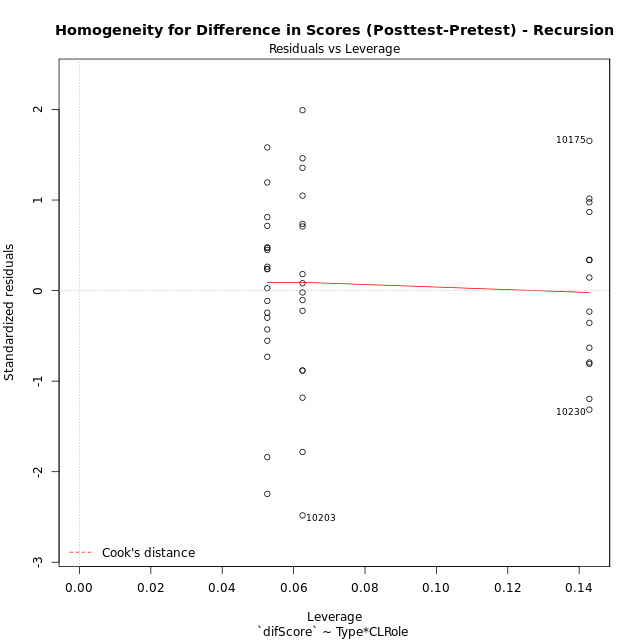 Homogeneity for Difference in Scores (Posttest-Pretest) - Recursion
Residuals vs Leverage
Standardized residuals
2
1
0
-1
-2
-3
10175
10230
10203
Cook's distance
0.00 0.02 0.04 0.06 0.08 0.10 0.12 0.14
Leverage
`difScore` ~ Type*CLRole